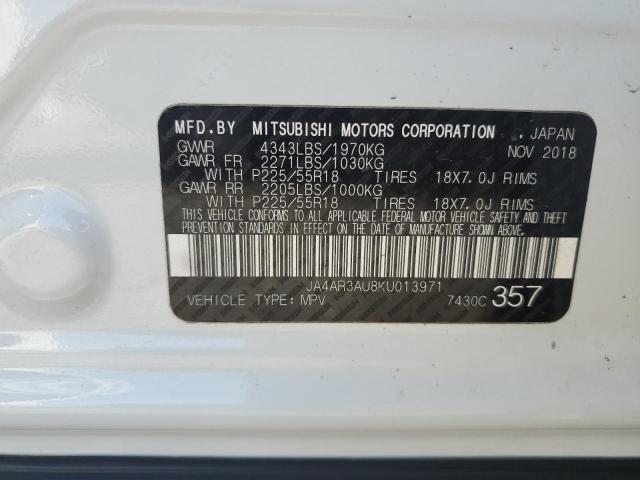 MFD.BY MITSUBISHI MOTORS CORPORATION , JAPAN
GVWR 4343LBS/1970KG NOV 2018
GAWR FR 2271LBS/1030KG
WITH P225/55R18 TIRES 18X7.0J RIMS
GAWR RR 2205LBS/1000KG
WITH P225/55R18 TIRES 18X7.0J RIMS
THIS VEHICLE CONFORMS TO ALL APPLICABLE FEDERAL MOTOR VEHICLE SAFETY AND THEFT
PREVENTION STANDARDS IN EFFECT ON THE DATE OF MANUFACTURE SHOWN ABOVE.
JA4AR3AU8KU013971
VEHICLE TYPE: MPV 7430C 357